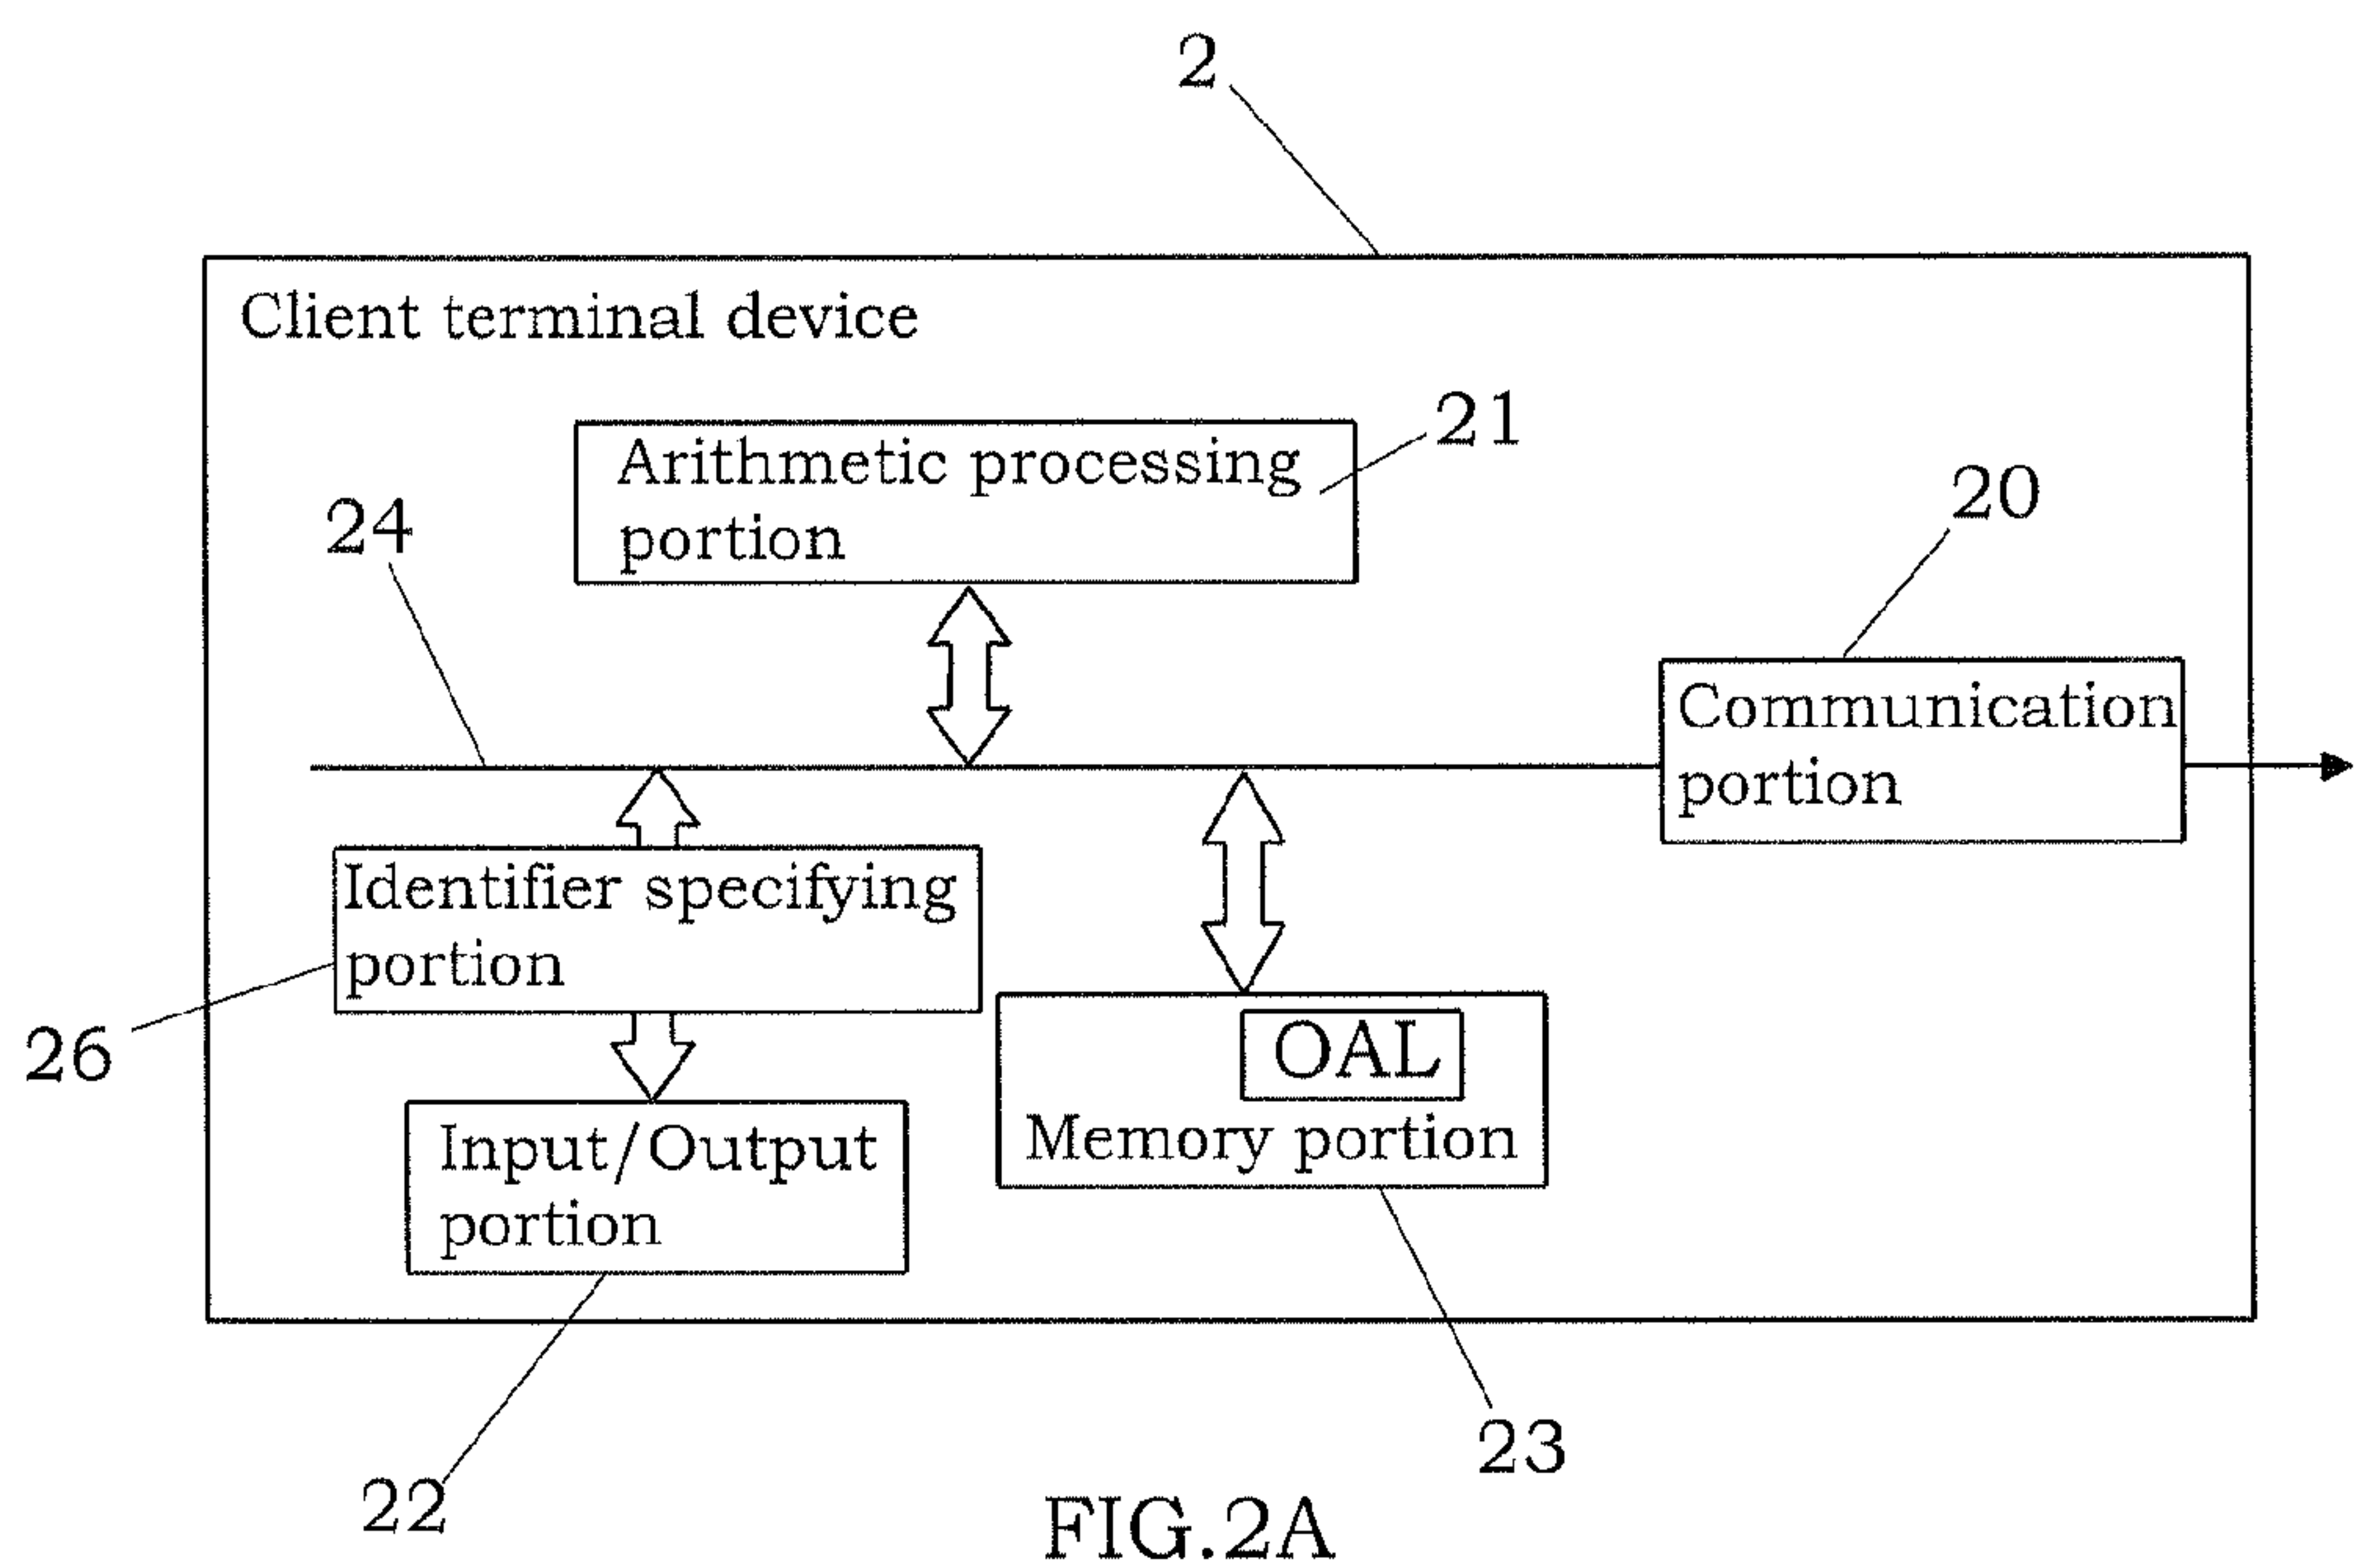 2
Client terminal device
21
Arithmetic processing
portion
20
24
Communication
portion
Identifier specifying
portion
26
OAL
Memory portion
Input/Output
portion
23
22
FIG.2A